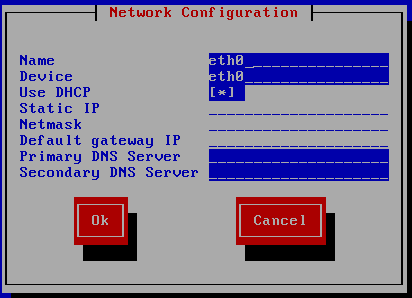 Network Configuration
Name eth0
Device eth0
Use DHCP [*]
Static IP
Netmask
Default gateway IP
Primary DNS Server
Secondary DNS Server
Ok Cancel